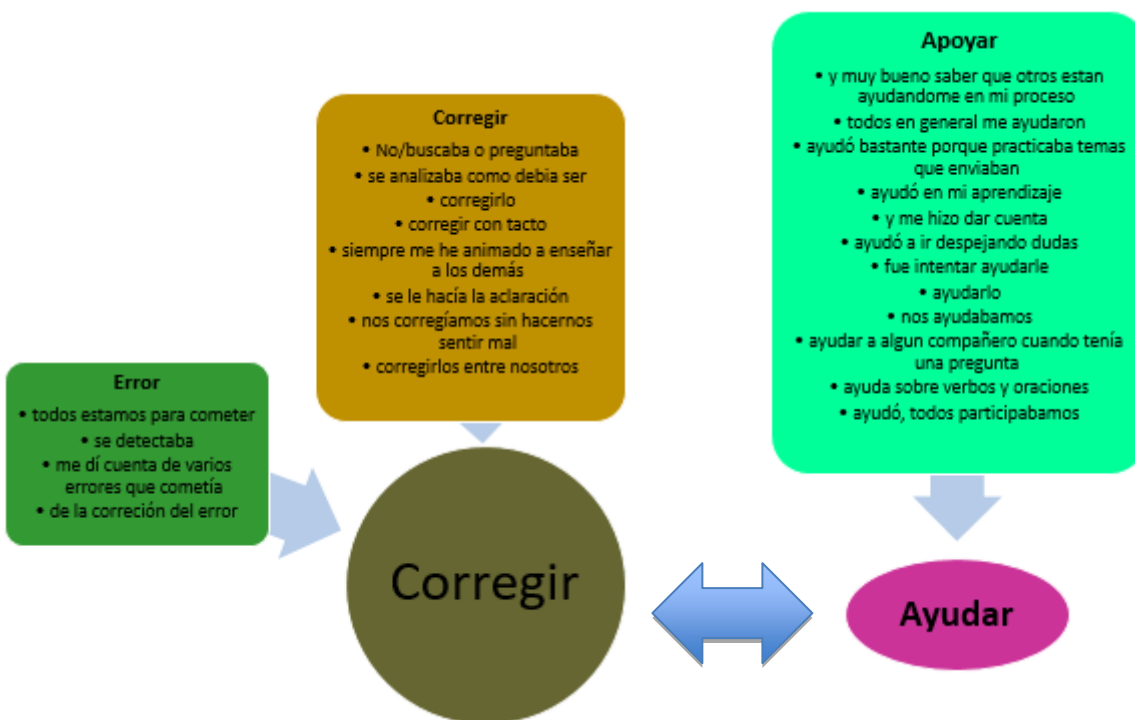 Apoyar
• y muy bueno saber que otros estan
ayudandome en mi proceso
• todos en general me ayudaron
• ayudó bastante porque practicaba temas
que enviaban
• ayudó en mi aprendizaje
• y me hizo dar cuenta
• ayudó a ir despejando dudas
• fue intentar ayudarle
• ayudarlo
• nos ayudabamos
• ayudar a algun compañero cuando tenía
una pregunta
• ayuda sobre verbos y oraciones
• ayudó, todos participabamos
Corregir
• No/buscaba o preguntaba
• se analizaba como debia ser
• corregirlo
• corregir con tacto
• siempre me he animado a enseñar
a los demás
• se le hacía la aclaración
• nos corregíamos sin hacernos
sentir mal
• corregirlos entre nosotros
Error
• todos estamos para cometer
• se detectaba
• me dí cuenta de varios
errores que cometía
• de la correción del error
Corregir
Ayudar